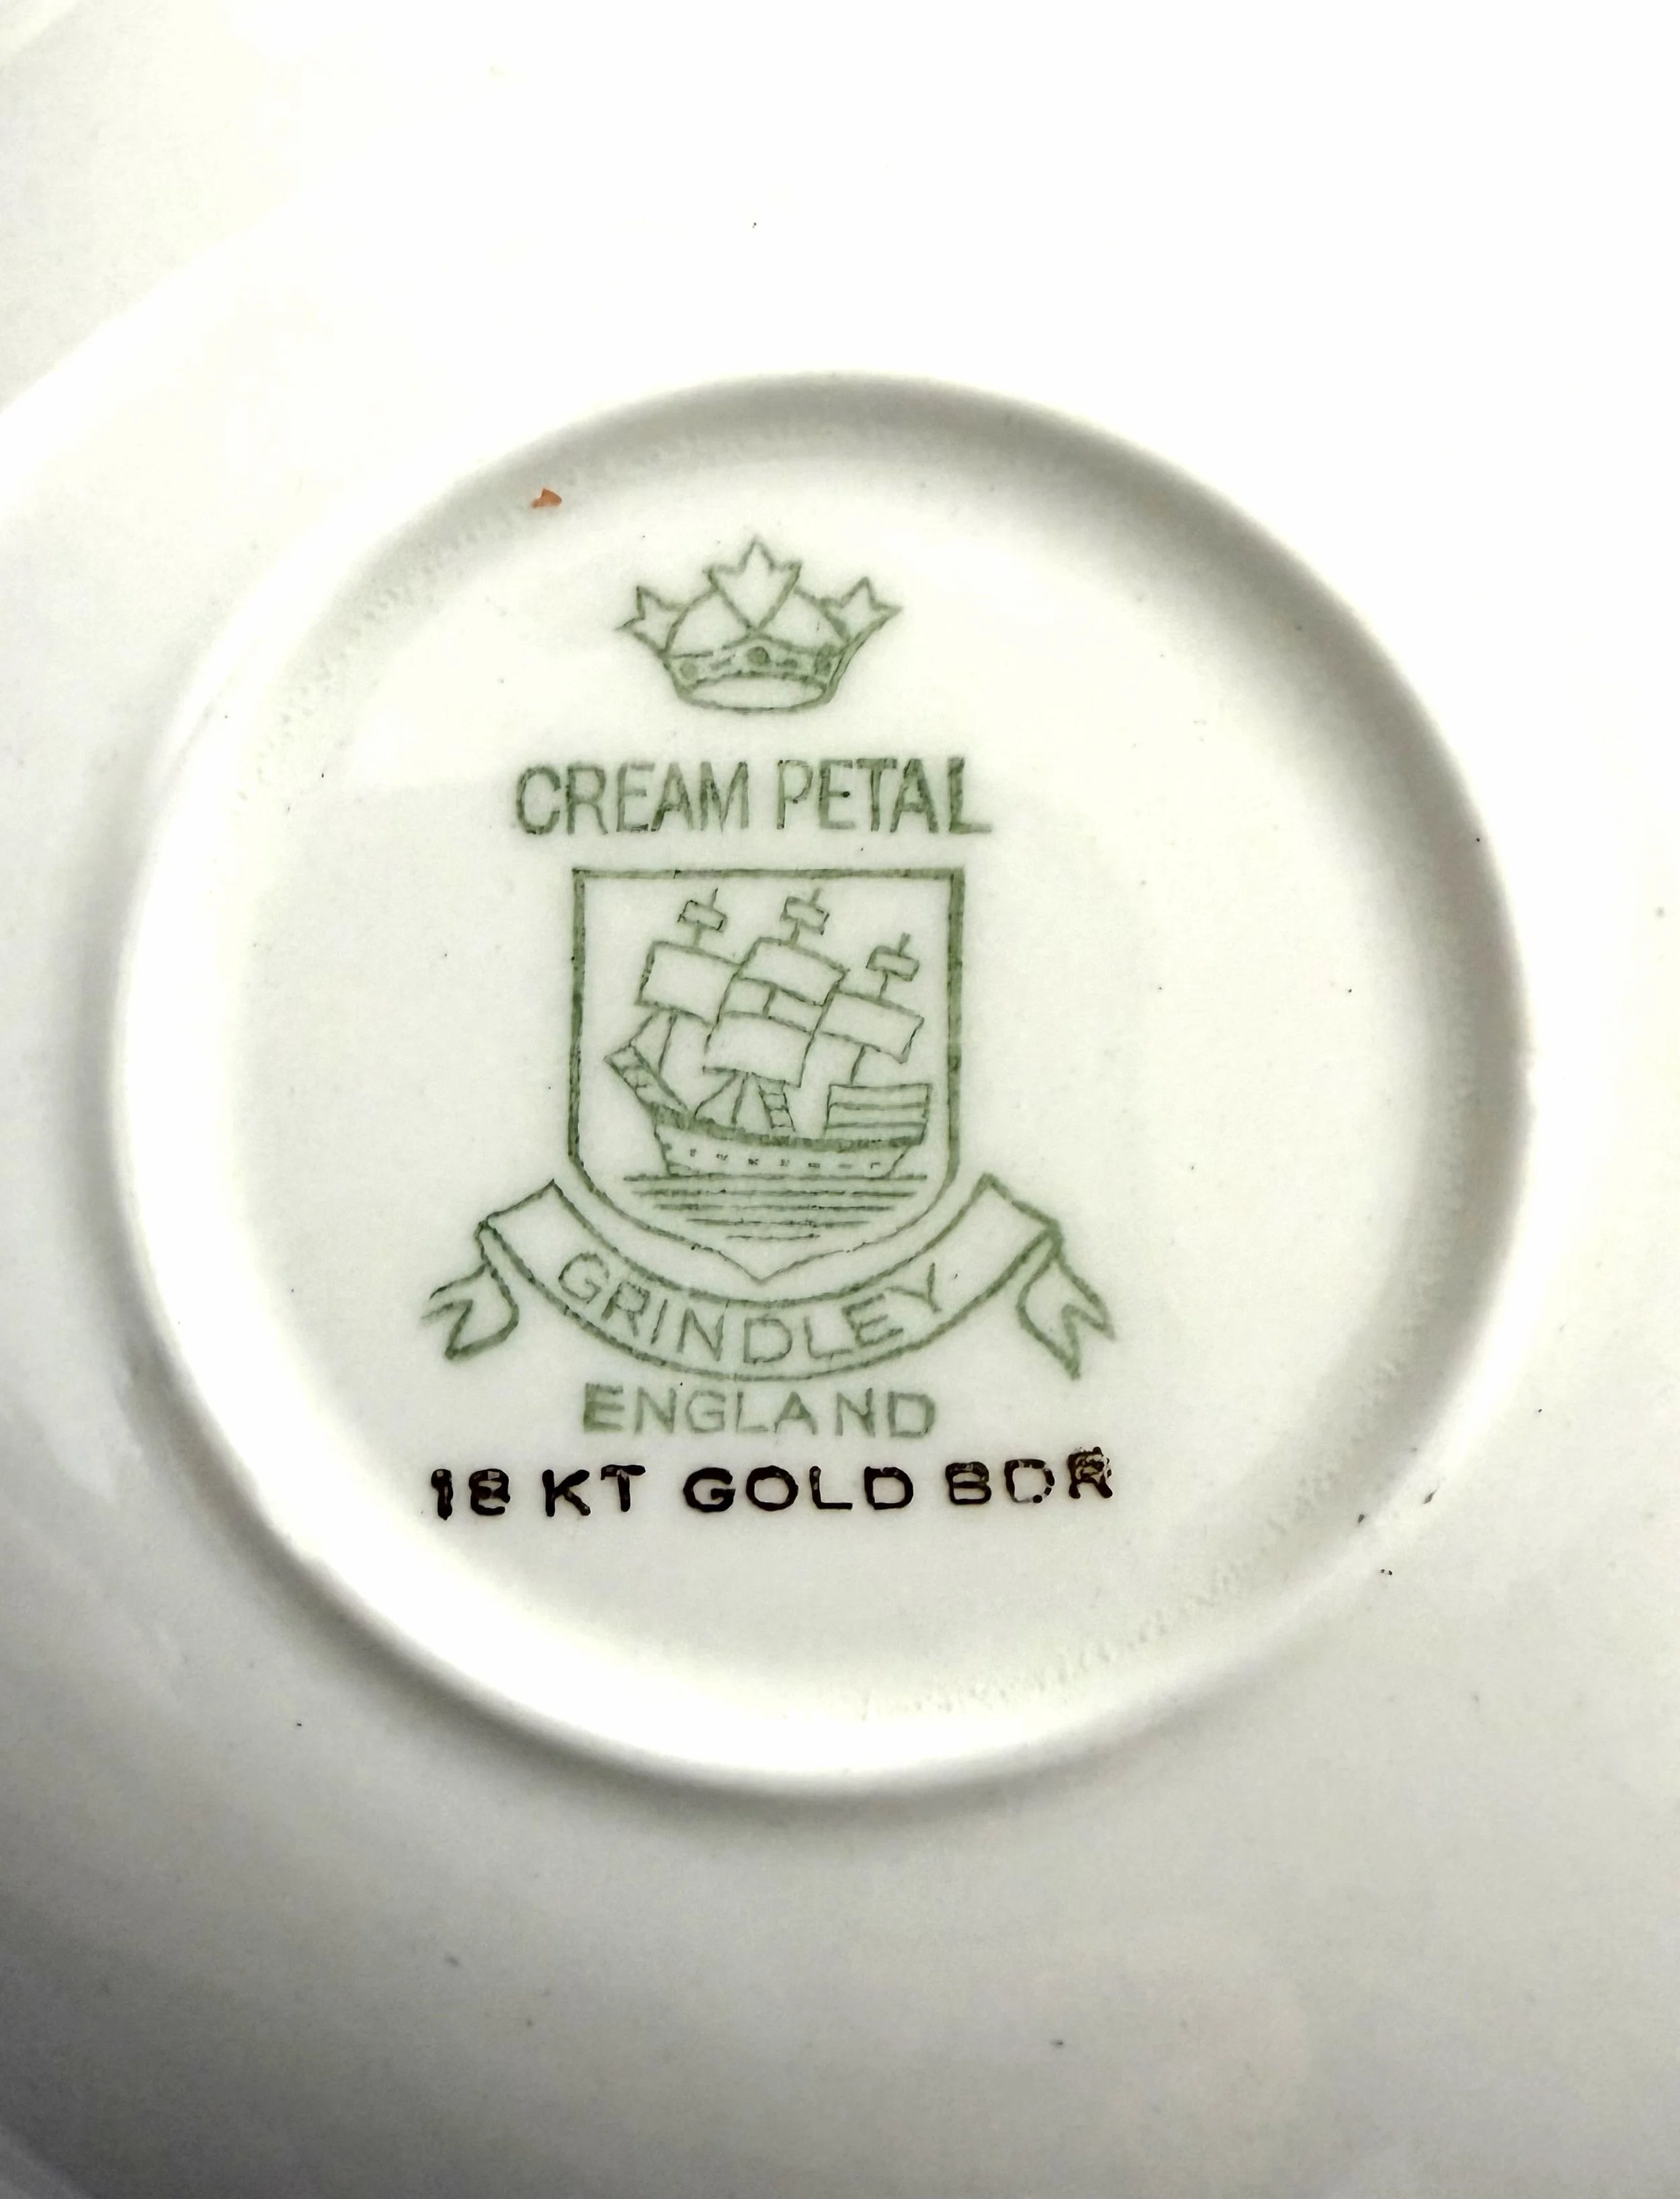 CREAM PETAL
GRINDLEY
ENGLAND
18 KT GOLD BDR